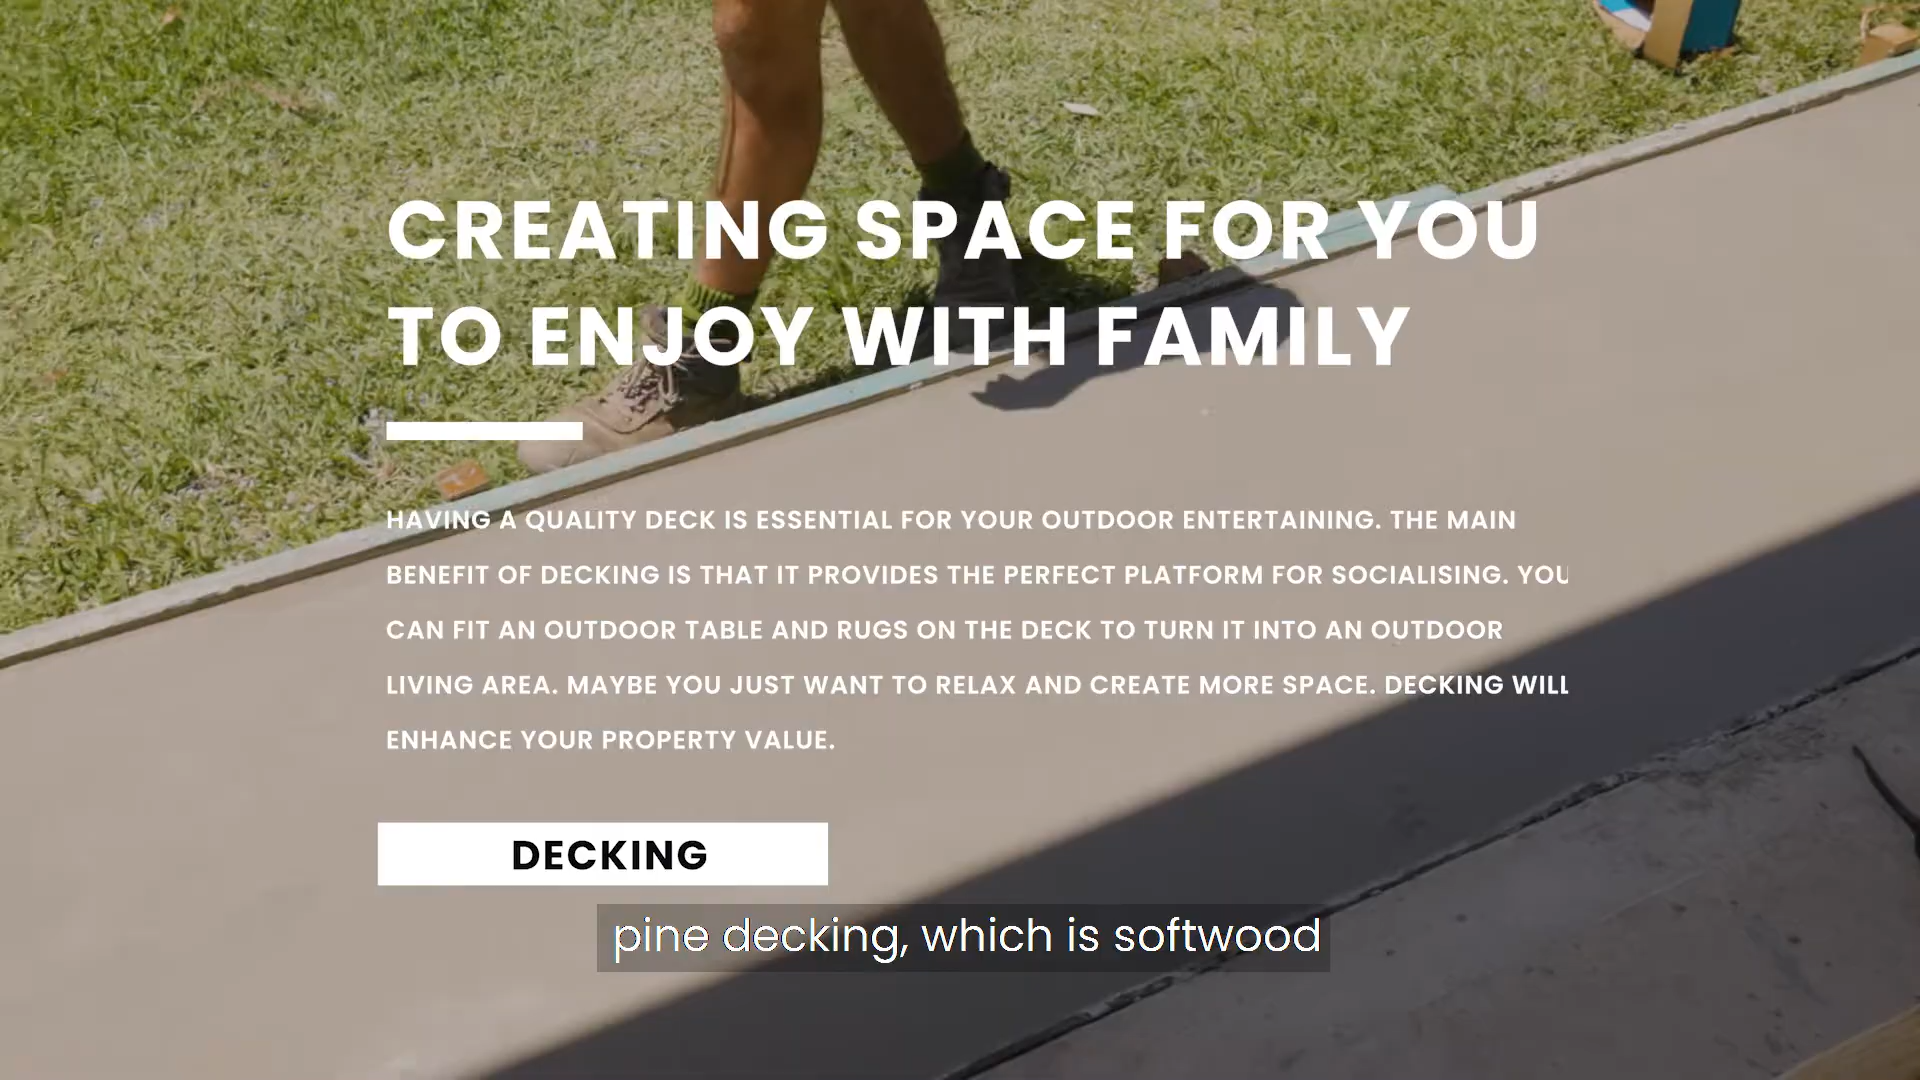 CREATING SPACE FOR YOU
TO ENJOY WITH FAMILY
HAVING A QUALITY DECK IS ESSENTIAL FOR YOUR OUTDOOR ENTERTAINING. THE MAIN
BENEFIT OF DECKING IS THAT IT PROVIDES THE PERFECT PLATFORM FOR SOCIALISING. YOU
CAN FIT AN OUTDOOR TABLE AND RUGS ON THE DECK TO TURN IT INTO AN OUTDOOR
LIVING AREA. MAYBE YOU JUST WANT TO RELAX AND CREATE MORE SPACE. DECKING WILL
ENHANCE YOUR PROPERTY VALUE.
DECKING
pine decking, which is softwood